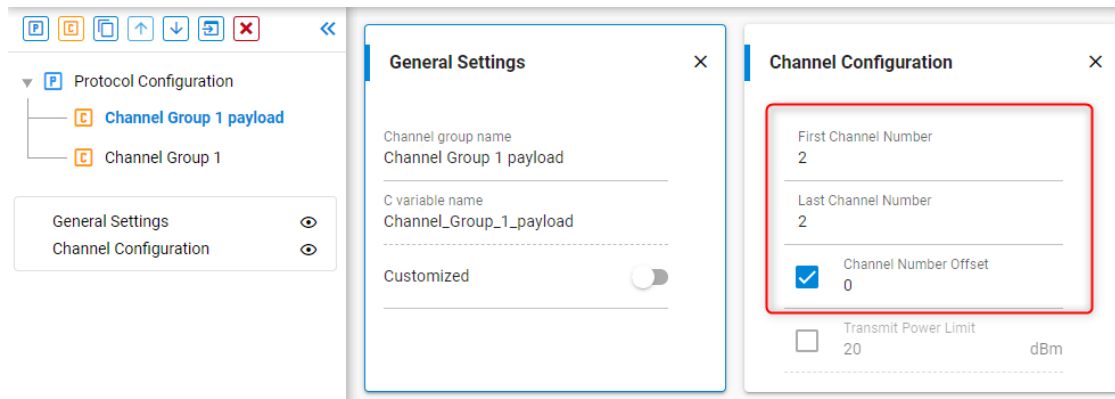 P C
Protocol Configuration
P
C Channel Group 1 payload
C Channel Group 1
General Settings
Channel Configuration
General Settings
Channel group name
Channel Group 1 payload
C variable name
Channel_Group_1_payload
Customized
Channel Configuration
First Channel Number
2
Last Channel Number
2
Channel Number Offset
0
Transmit Power Limit
20 dBm